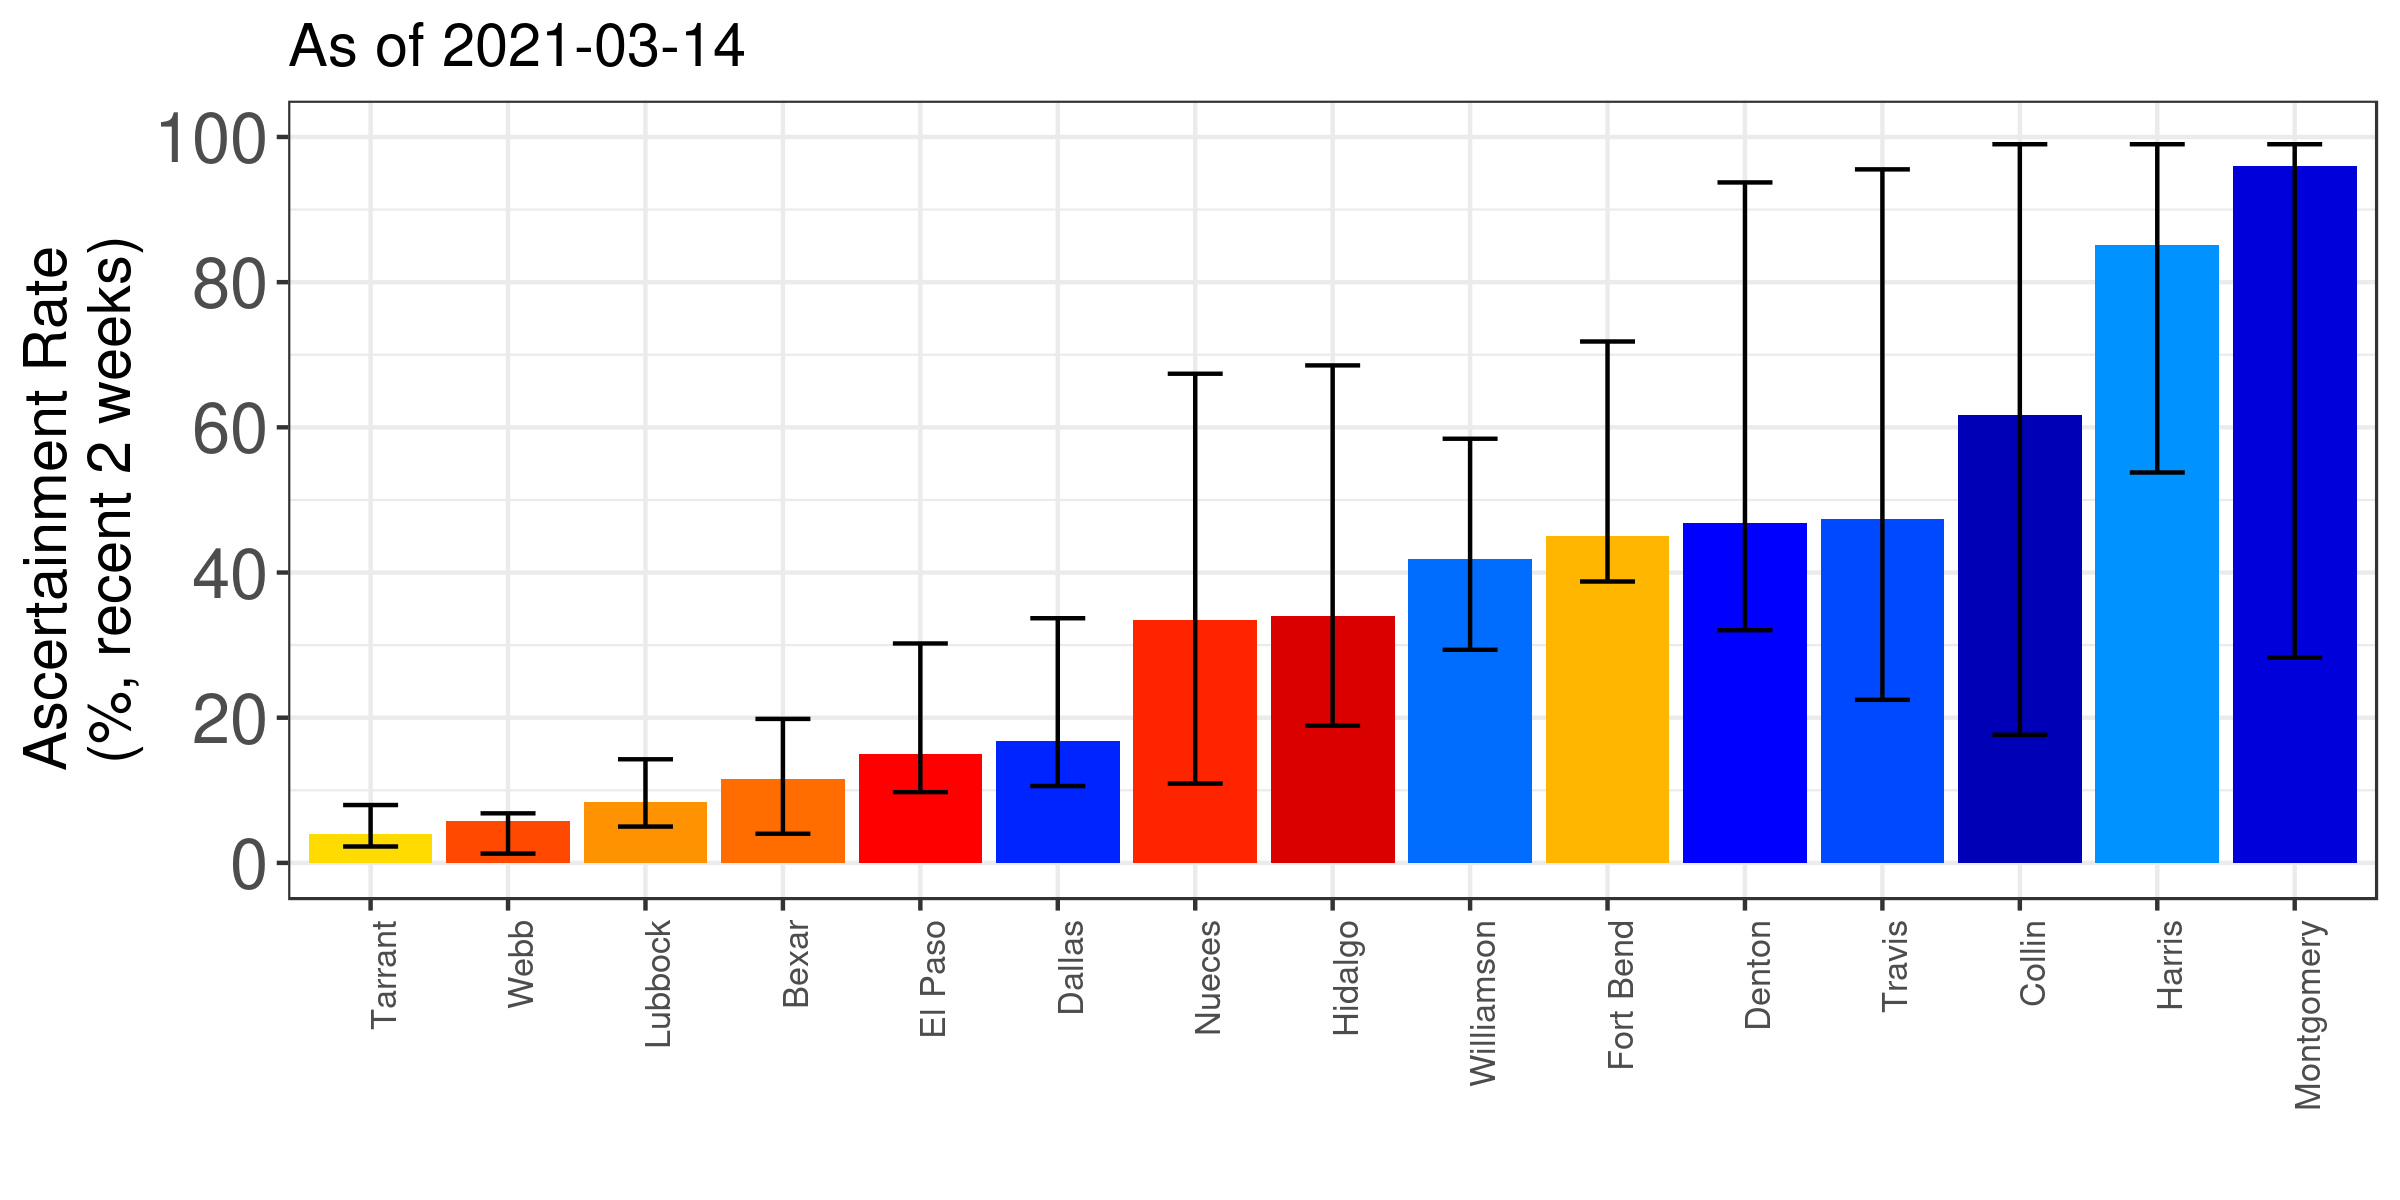 As of 2021-03-14
Ascertainment Rate
(%, recent 2 weeks)
100
80
60
40
20
0
Tarrant
Webb
Lubbock
Bexar
El Paso
Dallas
Nueces
Hidalgo
Williamson
Fort Bend
Denton
Travis
Collin
Harris
Montgomery